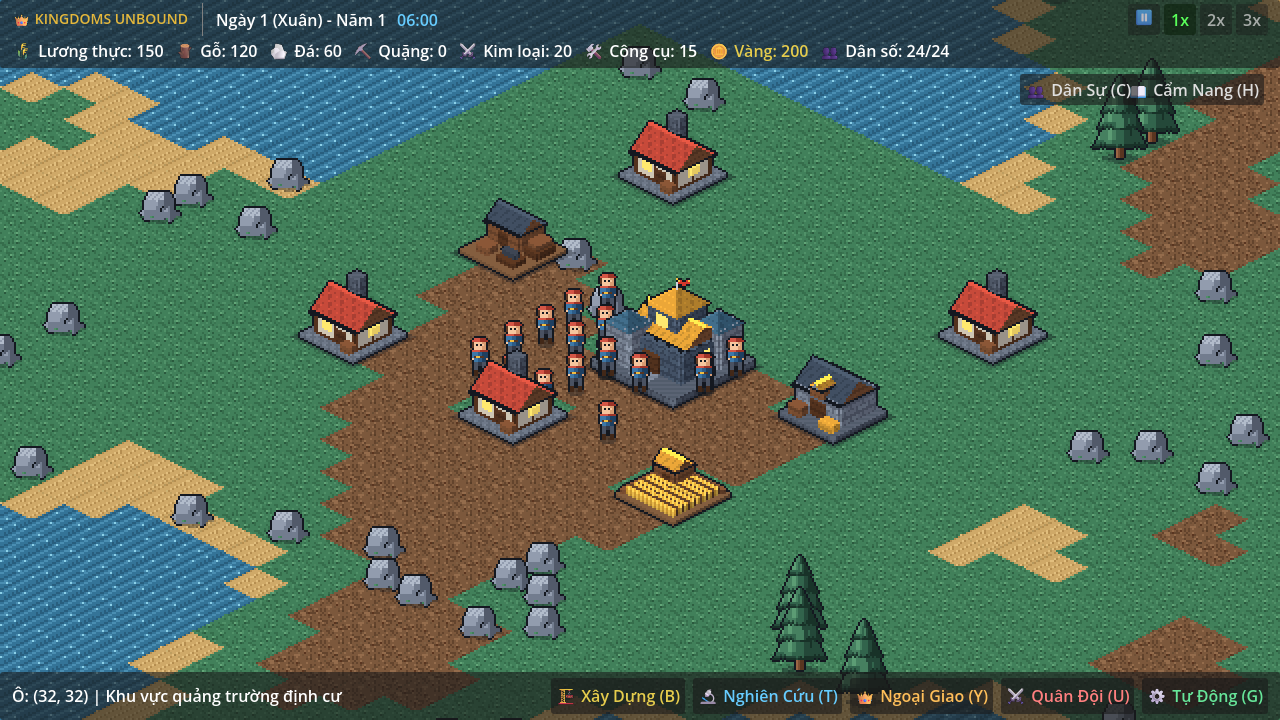 KINGDOMS UNBOUND Ngày 1 (Xuân) - Năm 1 06:00 1x 2x 3x
Lương thực: 150 Gỗ: 120 Đá: 60 Quặng: 0 Kim loại: 20 Công cụ: 15 Vàng: 200 Dân số: 24/24
Dân Sự (C) Cẩm Nang (H)
Ô: (32, 32) | Khu vực quảng trường định cư Xây Dựng (B) Nghiên Cứu (T) Ngoại Giao (Y) Quân Đội (U) Tự Động (G)